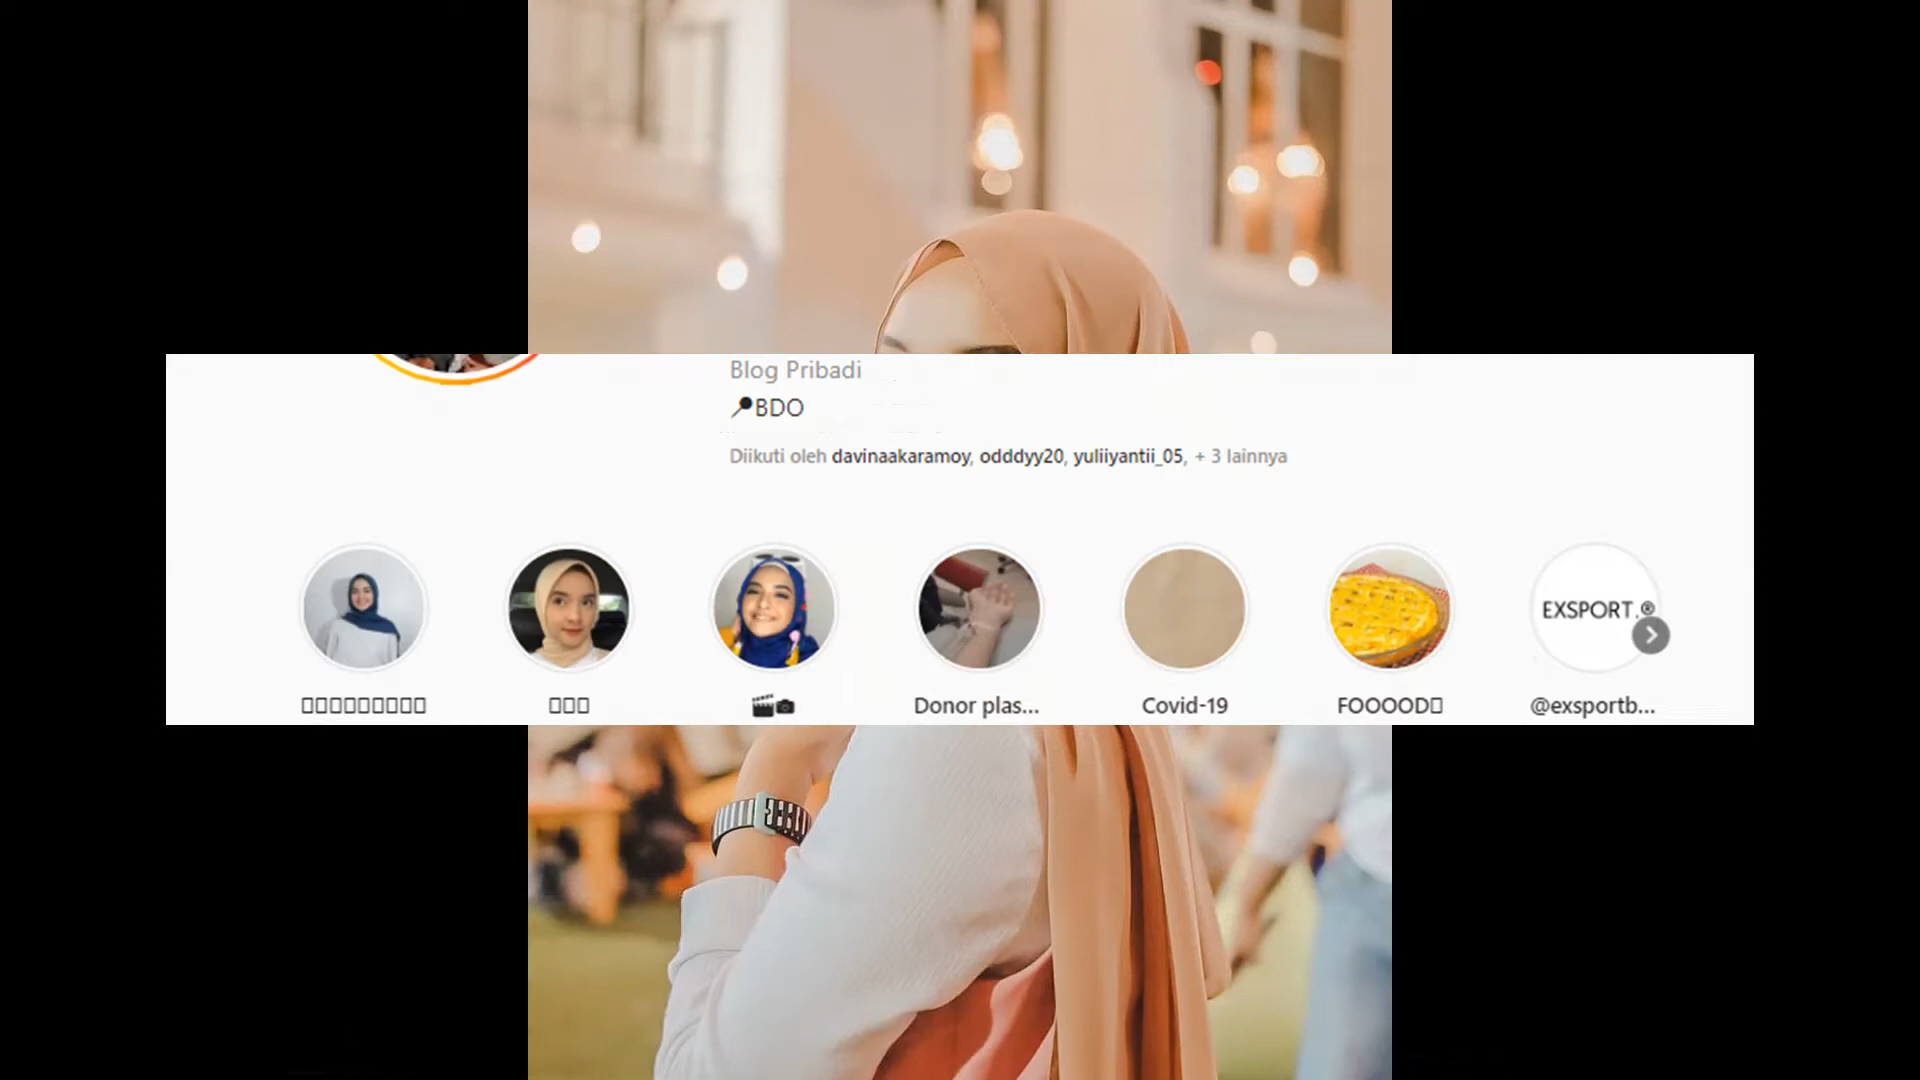 Blog Pribadi
📍BDO
Diikuti oleh davinaakaramoy, odddyy20, yuliiyantii_05, + 3 lainnya
EXSPORT.®
🎬📷
Donor plas...
Covid-19
FOOOOD
@exsportb...